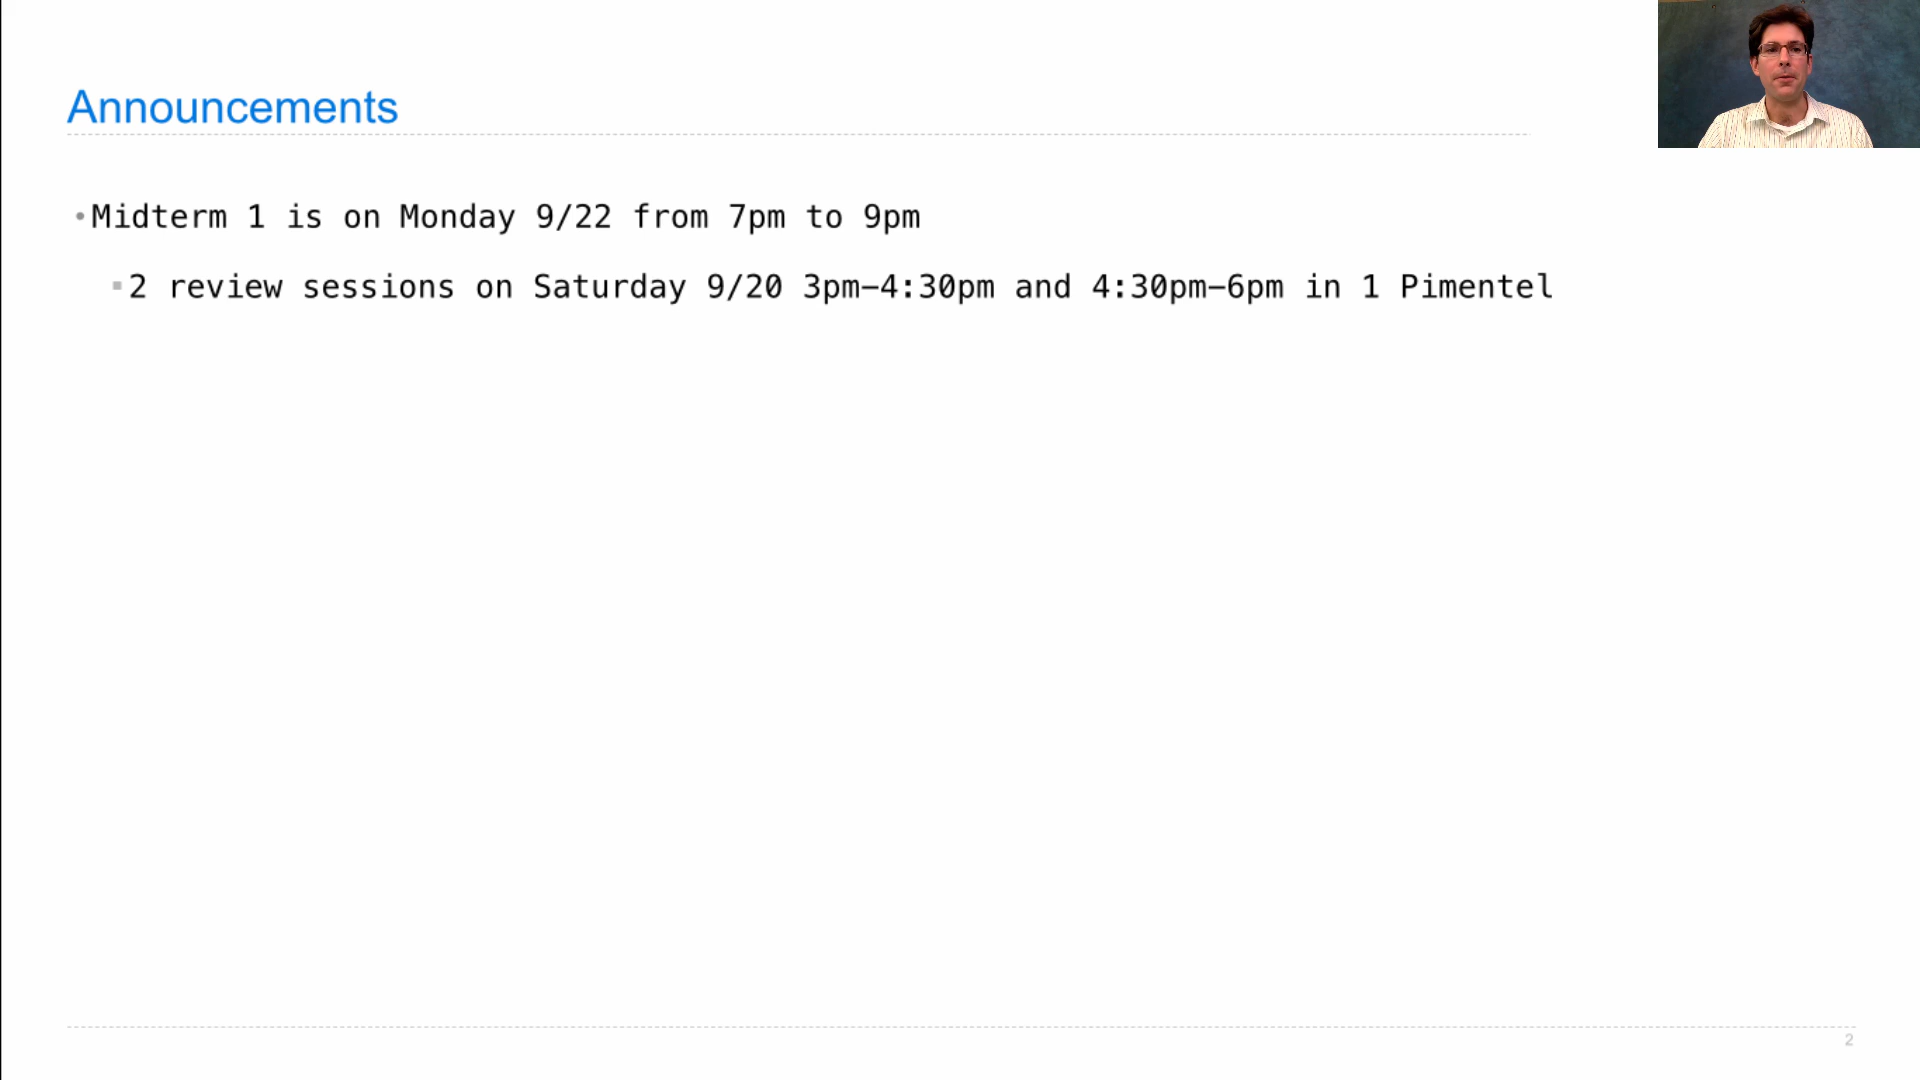 Announcements
•Midterm 1 is on Monday 9/22 from 7pm to 9pm
▪2 review sessions on Saturday 9/20 3pm–4:30pm and 4:30pm–6pm in 1 Pimentel
2